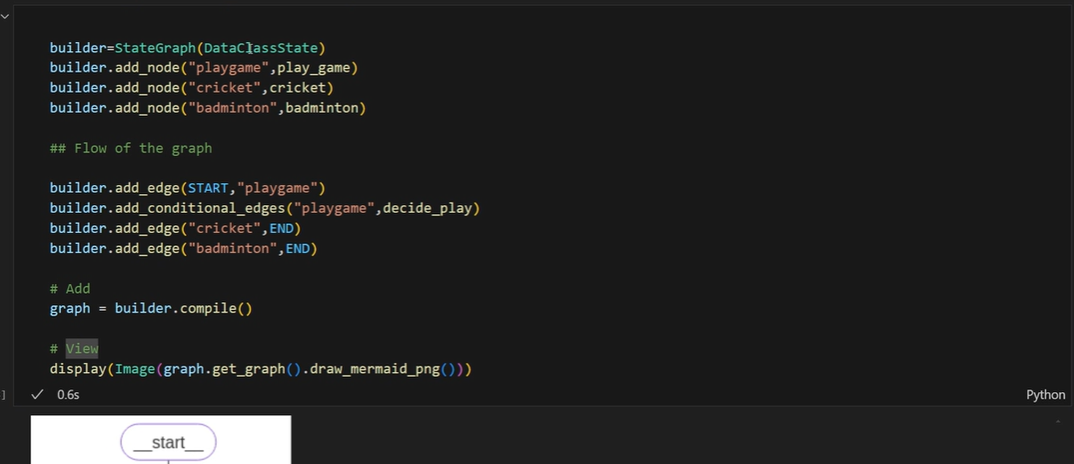 builder=StateGraph(DataClassState)
builder.add_node("playgame",play_game)
builder.add_node("cricket",cricket)
builder.add_node("badminton",badminton)
## Flow of the graph
builder.add_edge(START,"playgame")
builder.add_conditional_edges("playgame",decide_play)
builder.add_edge("cricket",END)
builder.add_edge("badminton",END)
# Add
graph = builder.compile()
# View
display(Image(graph.get_graph().draw_mermaid_png()))
] ✓ 0.6s Python
__start__